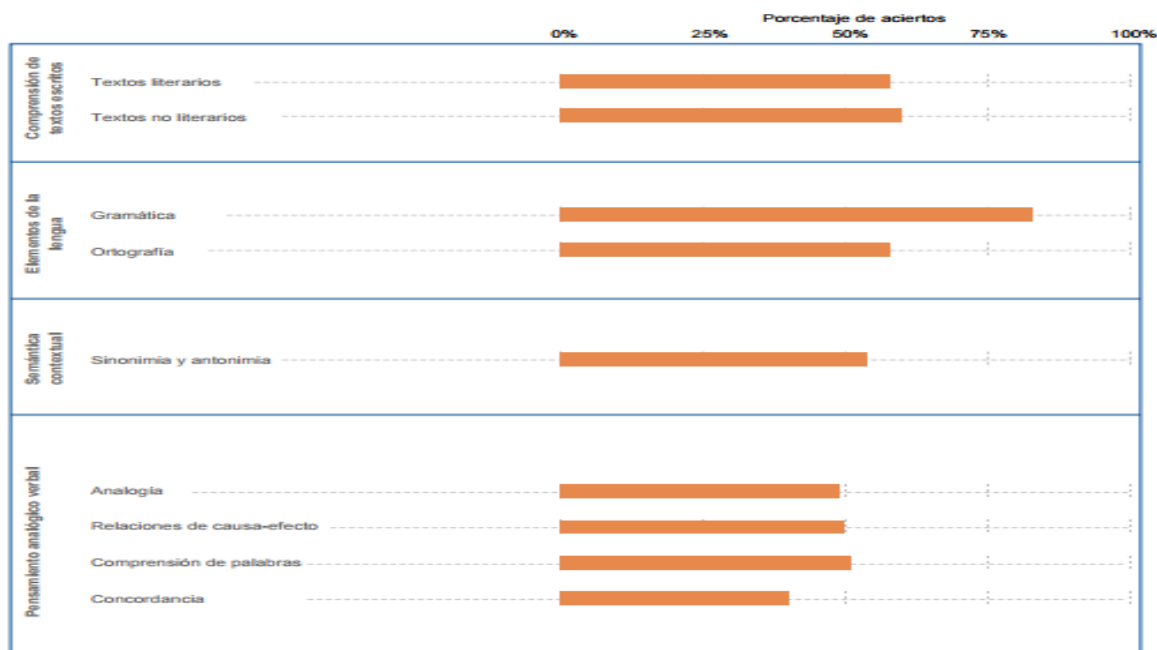 Porcentaje de aciertos
0% 25% 50% 75% 100%
Comprensión de
textos escritos
Textos literarios
Textos no literarios
Elementos de la
lengua
Gramática
Ortografía
Semántica
contextual
Sinonimia y antonimia
Pensamiento analógico verbal
Analogía
Relaciones de causa-efecto
Comprensión de palabras
Concordancia